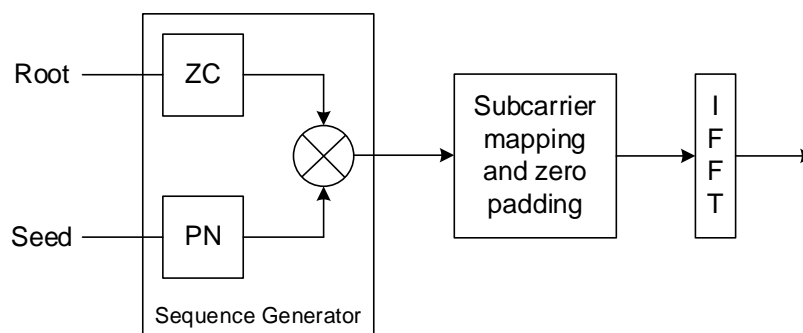 Root
ZC
Seed
PN
Sequence Generator
Subcarrier
mapping
and zero
padding
I
F
F
T